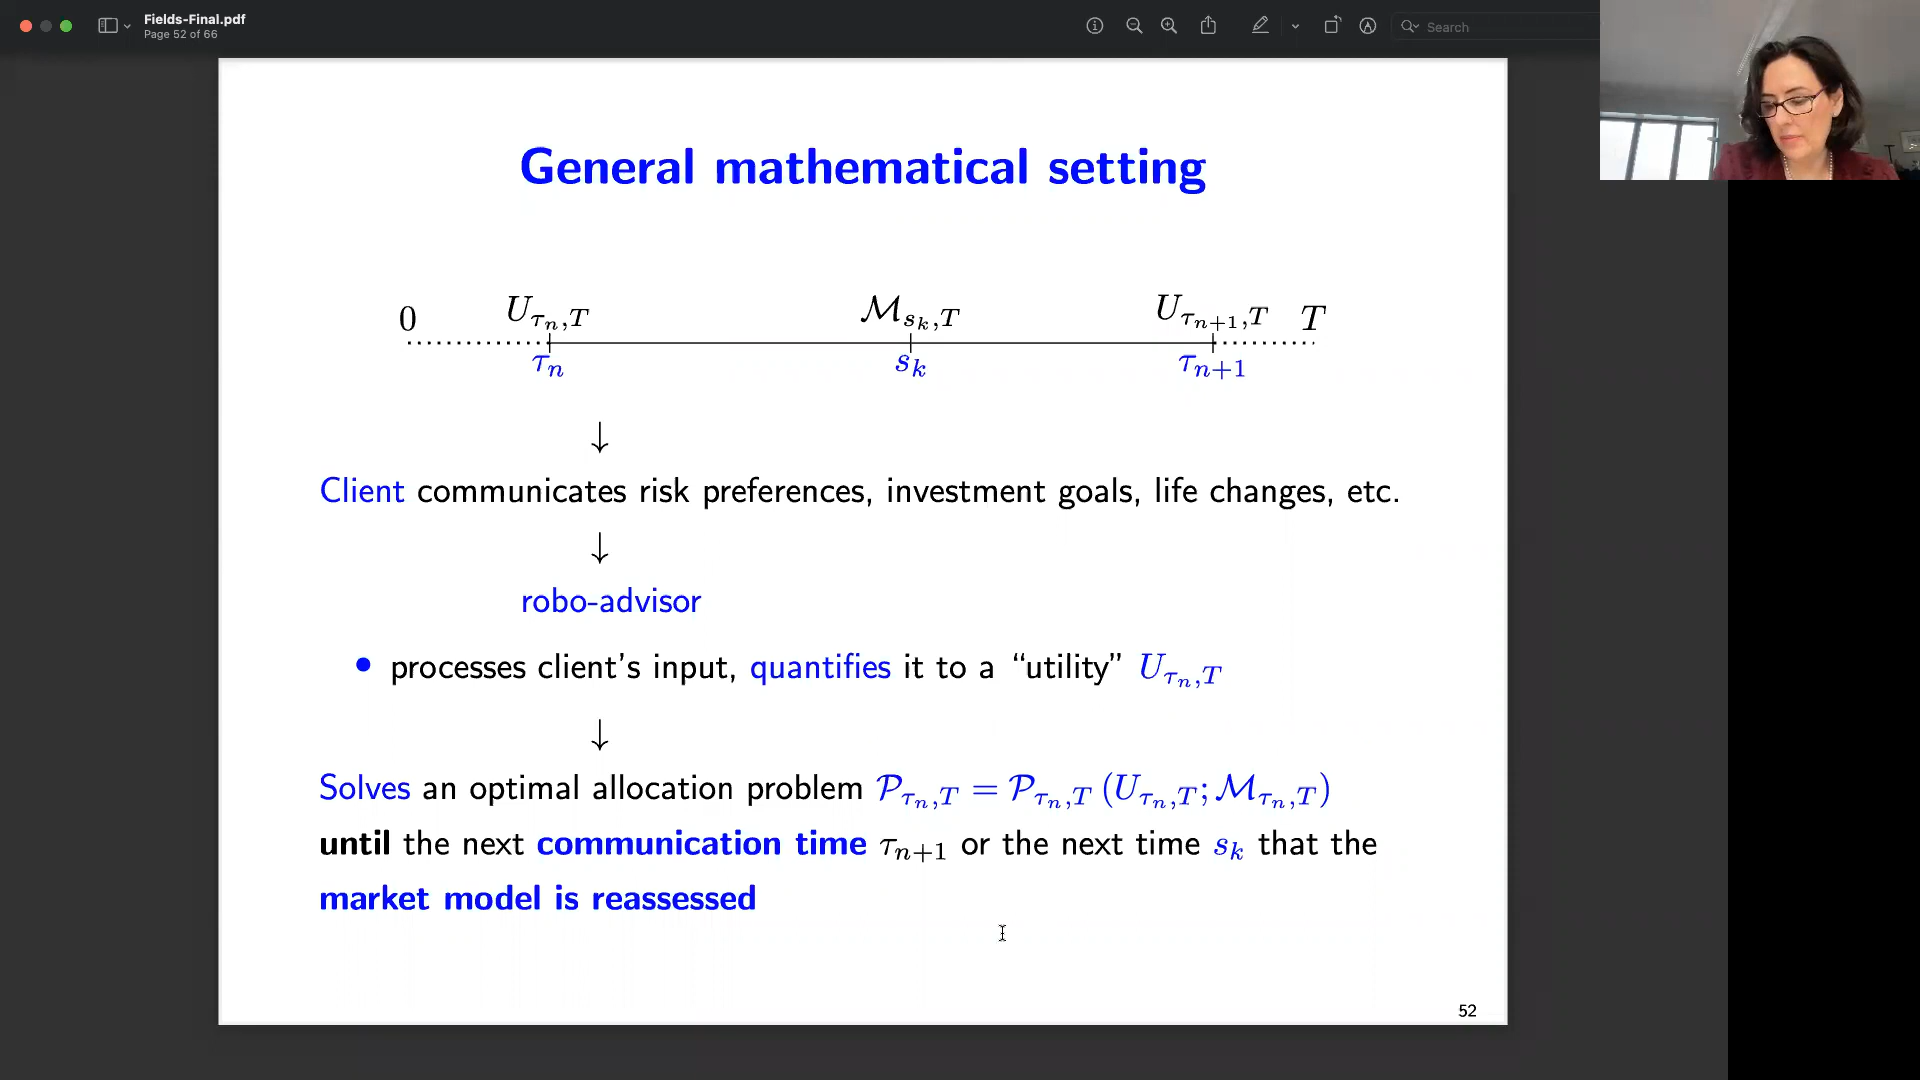 Fields-Final.pdf
Page 52 of 66
Search
General mathematical setting
0 U_{τ_n,T} 𝓜_{s_k,T} U_{τ_{n+1},T} T
τ_n s_k τ_{n+1}
↓
Client communicates risk preferences, investment goals, life changes, etc.
↓
robo-advisor
• processes client's input, quantifies it to a “utility” U_{τ_n,T}
↓
Solves an optimal allocation problem 𝒫_{τ_n,T} = 𝒫_{τ_n,T} (U_{τ_n,T}; 𝓜_{τ_n,T})
until the next communication time τ_{n+1} or the next time s_k that the
market model is reassessed
52